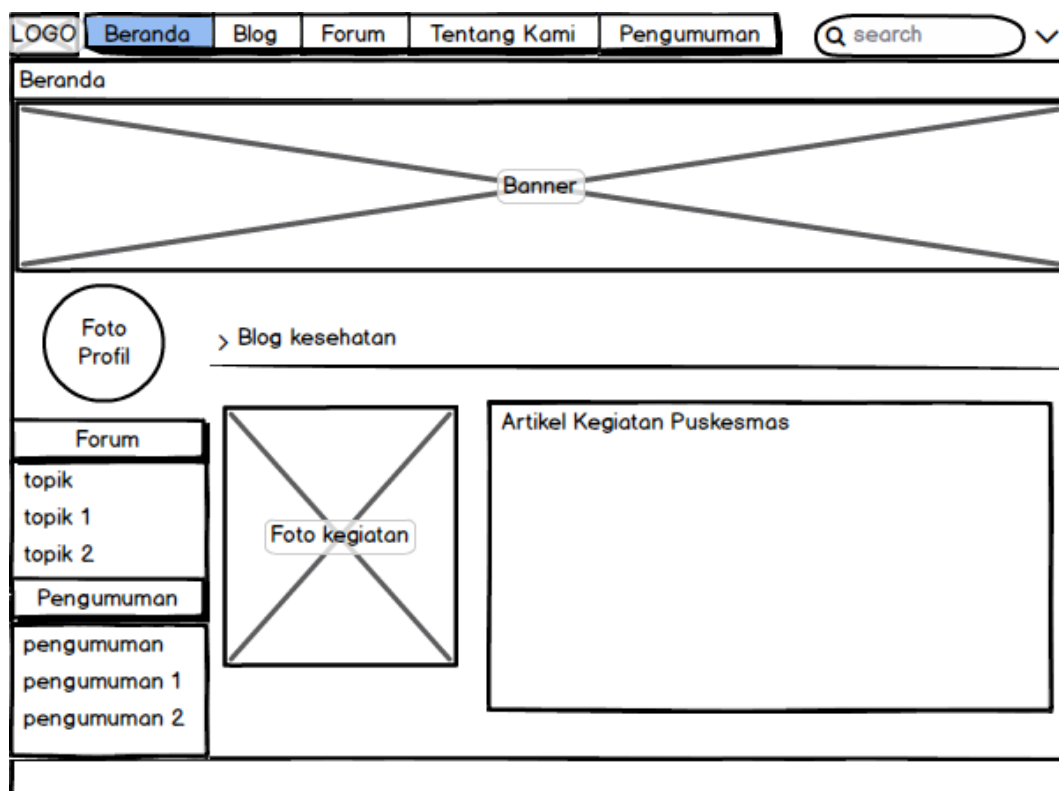 LOGO Beranda Blog Forum Tentang Kami Pengumuman search
Beranda
Banner
Foto
Profil
Blog kesehatan
Forum
topik
topik 1
topik 2
Pengumuman
pengumuman
pengumuman 1
pengumuman 2
Foto kegiatan
Artikel Kegiatan Puskesmas